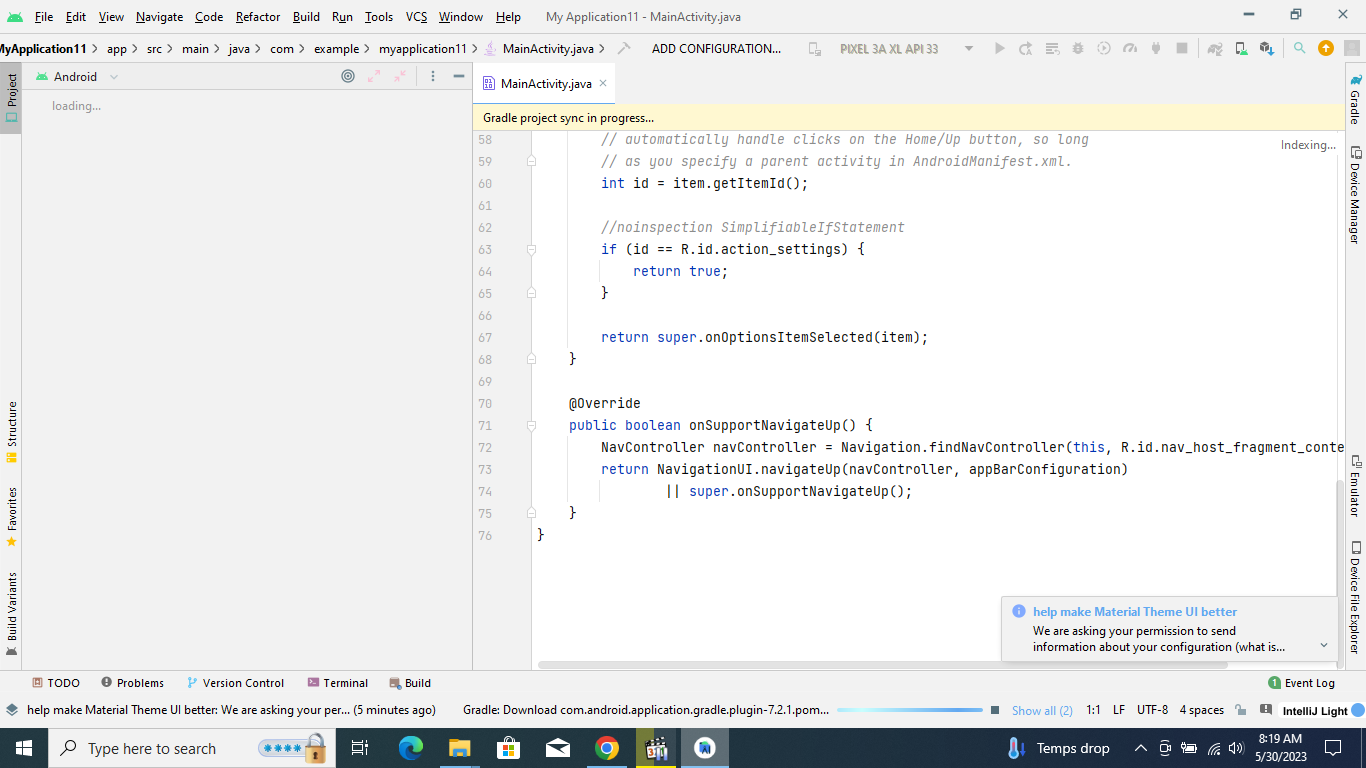 File Edit View Navigate Code Refactor Build Run Tools VCS Window Help My Application11 - MainActivity.java
MyApplication11 app src main java com example myapplication11 MainActivity.java ADD CONFIGURATION... PIXEL 3A XL API 33
Project
Android
loading...
MainActivity.java
Gradle project sync in progress...
Indexing...
58 // automatically handle clicks on the Home/Up button, so long
59 // as you specify a parent activity in AndroidManifest.xml.
60 int id = item.getItemId();
61
62 //noinspection SimplifiableIfStatement
63 if (id == R.id.action_settings) {
64 return true;
65 }
66
67 return super.onOptionsItemSelected(item);
68 }
69
70 @Override
71 public boolean onSupportNavigateUp() {
72 NavController navController = Navigation.findNavController(this, R.id.nav_host_fragment_conte
73 return NavigationUI.navigateUp(navController, appBarConfiguration)
74 || super.onSupportNavigateUp();
75 }
76 }
Structure
Favorites
Build Variants
Gradle
Device Manager
Emulator
Device File Explorer
help make Material Theme UI better
We are asking your permission to send
information about your configuration (what is...
TODO Problems Version Control Terminal Build 1 Event Log
help make Material Theme UI better: We are asking your per... (5 minutes ago) Gradle: Download com.android.application.gradle.plugin-7.2.1.pom... Show all (2) 1:1 LF UTF-8 4 spaces IntelliJ Light
Type here to search
Temps drop
8:19 AM
5/30/2023